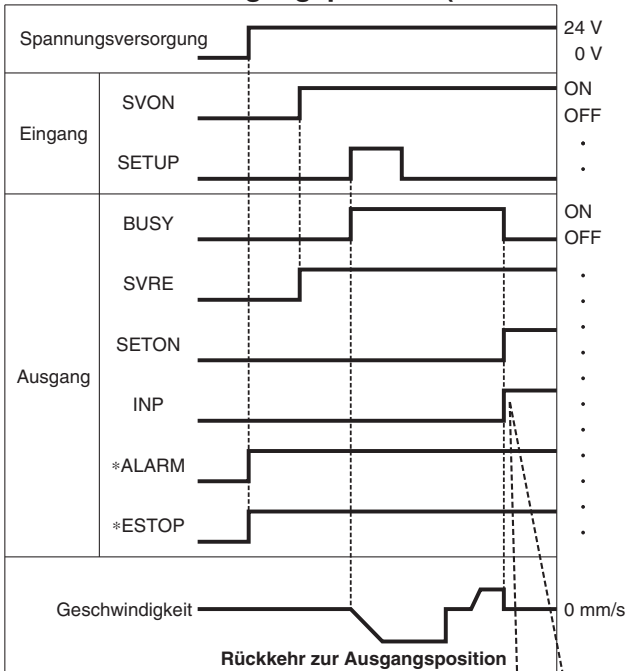 Spannungsversorgung
24 V
0 V
Eingang
SVON
ON
OFF
SETUP
Ausgang
BUSY
ON
OFF
SVRE
SETON
INP
*ALARM
*ESTOP
Geschwindigkeit
0 mm/s
Rückkehr zur Ausgangsposition